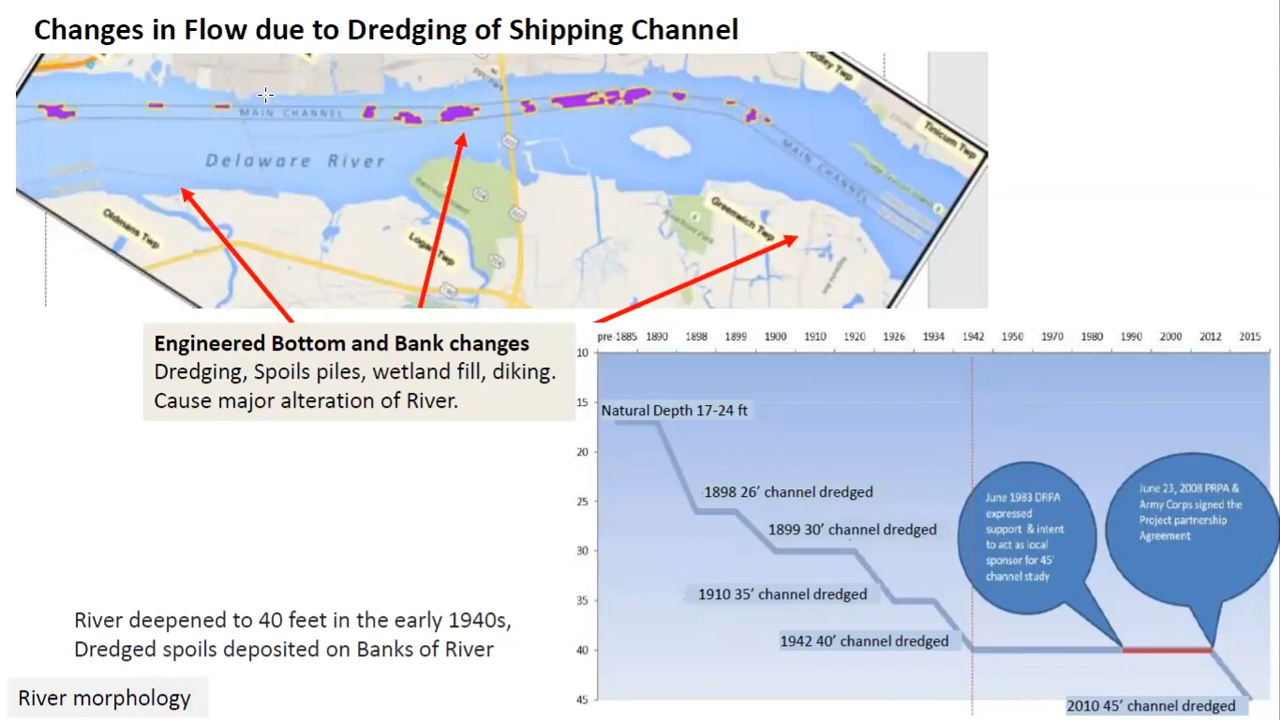 Changes in Flow due to Dredging of Shipping Channel
MAIN CHANNEL
Delaware River
MAIN CHANNEL
Tinicum Twp
Oldmans Twp
Logan Twp
Greenwich Twp
Engineered Bottom and Bank changes
Dredging, Spoils piles, wetland fill, diking.
Cause major alteration of River.
pre-1885 1890 1898 1899 1900 1910 1920 1926 1934 1942 1950 1960 1970 1980 1990 2000 2012 2015
10
15
20
25
30
35
40
45
Natural Depth 17-24 ft
1898 26’ channel dredged
1899 30’ channel dredged
1910 35’ channel dredged
1942 40’ channel dredged
2010 45’ channel dredged
June 1983 DRPA
expressed
support & intent
to act as local
sponsor for 45'
channel study
June 23, 2008 PRPA &
Army Corps signed the
Project partnership
Agreement
River deepened to 40 feet in the early 1940s,
Dredged spoils deposited on Banks of River
River morphology